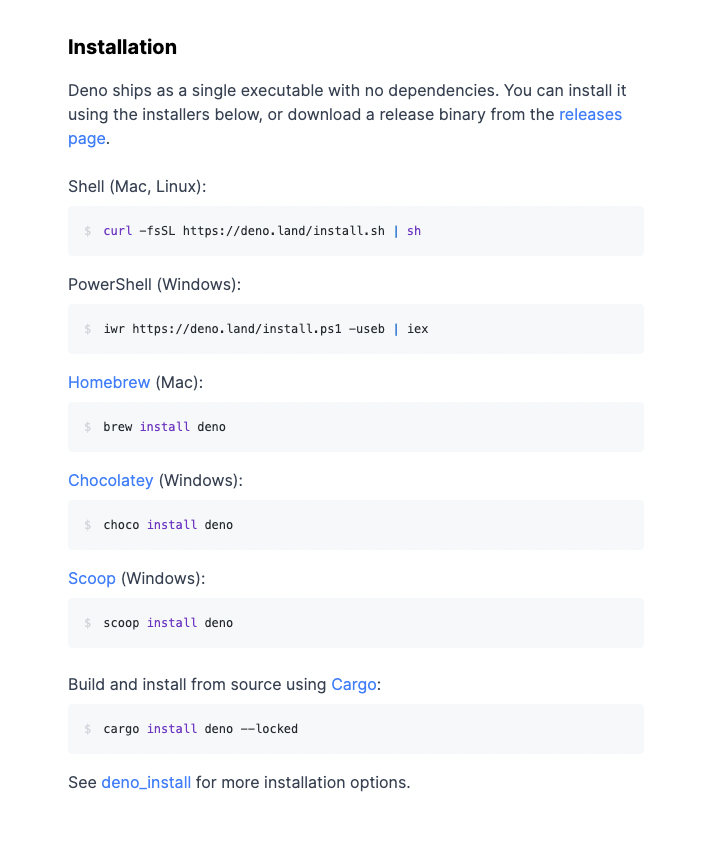 Installation
Deno ships as a single executable with no dependencies. You can install it
using the installers below, or download a release binary from the releases
page.
Shell (Mac, Linux):
$ curl -fsSL https://deno.land/install.sh | sh
PowerShell (Windows):
$ iwr https://deno.land/install.ps1 -useb | iex
Homebrew (Mac):
$ brew install deno
Chocolatey (Windows):
$ choco install deno
Scoop (Windows):
$ scoop install deno
Build and install from source using Cargo:
$ cargo install deno --locked
See deno_install for more installation options.